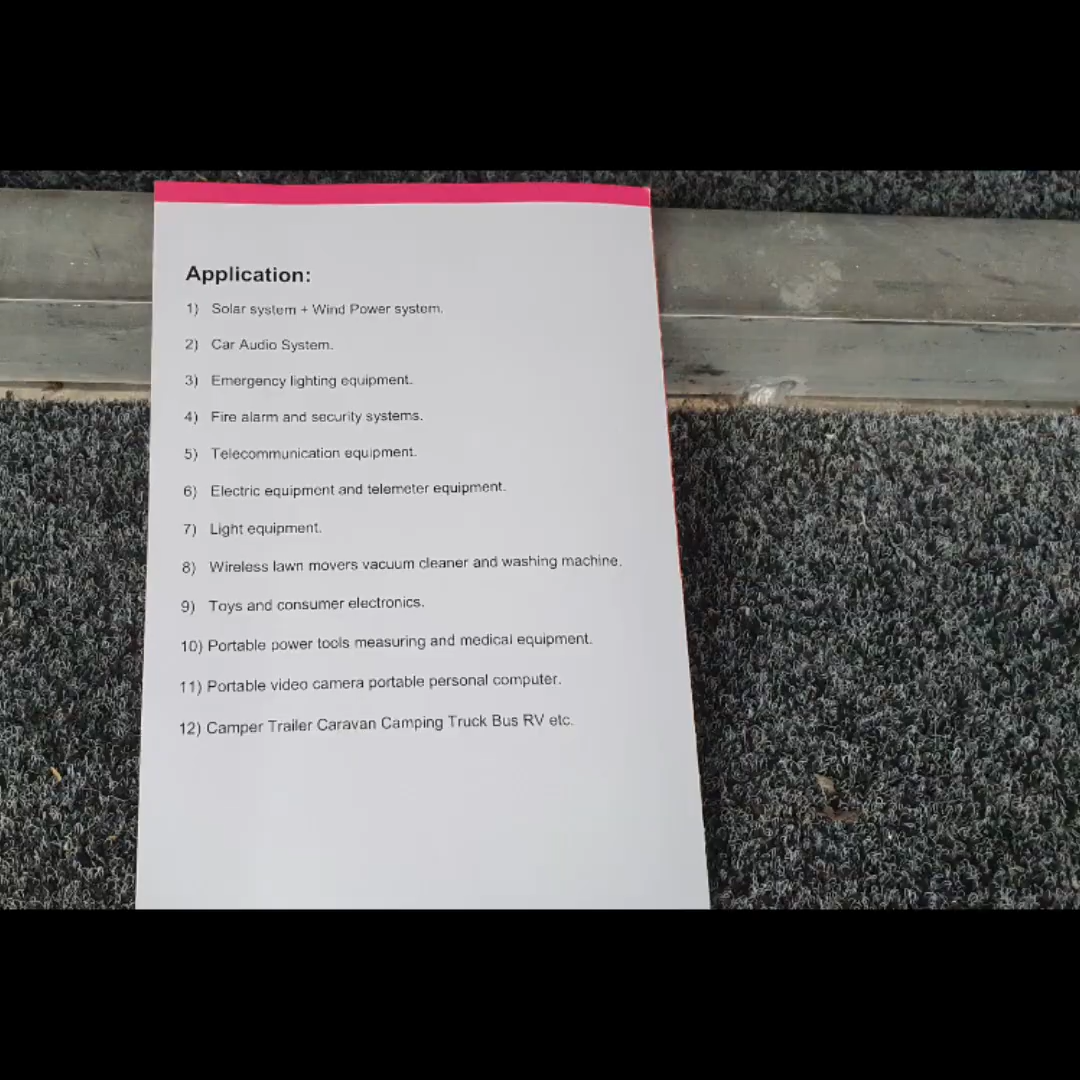 Application:
1) Solar system + Wind Power system.
2) Car Audio System.
3) Emergency lighting equipment.
4) Fire alarm and security systems.
5) Telecommunication equipment.
6) Electric equipment and telemeter equipment.
7) Light equipment.
8) Wireless lawn movers vacuum cleaner and washing machine.
9) Toys and consumer electronics.
10) Portable power tools measuring and medical equipment.
11) Portable video camera portable personal computer.
12) Camper Trailer Caravan Camping Truck Bus RV etc.